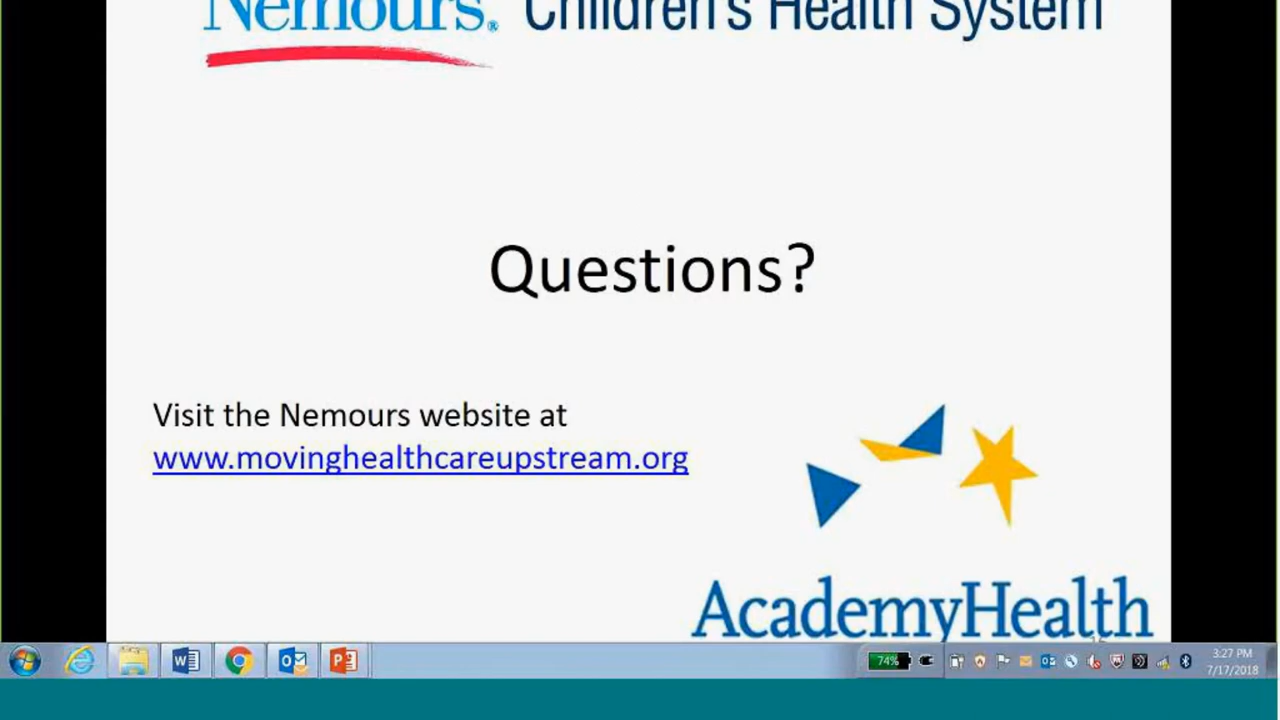 Nemours® Children's Health System
Questions?
Visit the Nemours website at
www.movinghealthcareupstream.org
AcademyHealth
74%
3:27 PM
7/17/2018